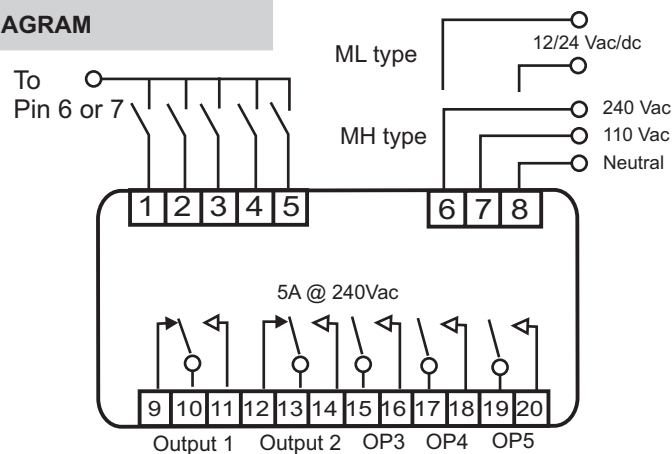 AGRAM
ML type
12/24 Vac/dc
To
Pin 6 or 7
MH type
240 Vac
110 Vac
Neutral
1 2 3 4 5
6 7 8
5A @ 240Vac
9 10 11 12 13 14 15 16 17 18 19 20
Output 1 Output 2 OP3 OP4 OP5